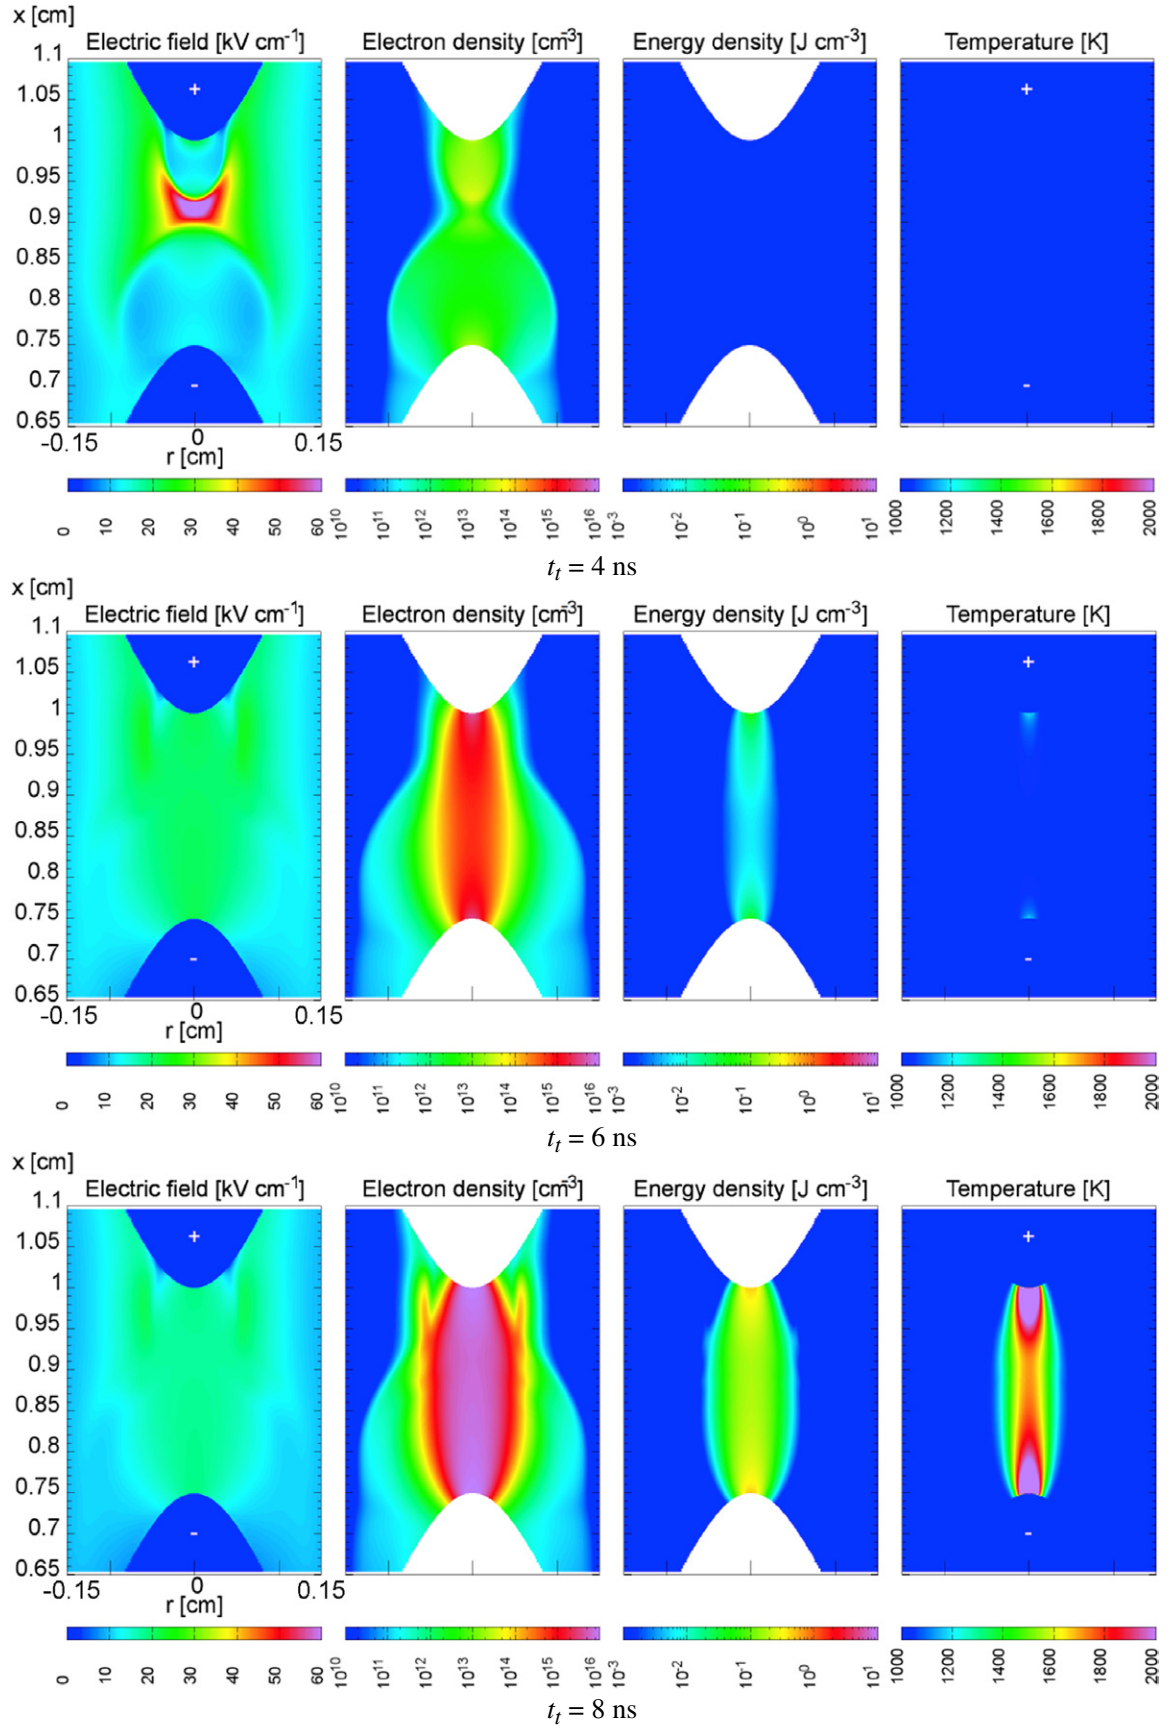 x [cm]
Electric field [kV cm-1] Electron density [cm-3] Energy density [J cm-3] Temperature [K]
1.1
1.05
1
0.95
0.9
0.85
0.8
0.75
0.7
0.65
+ +
- -
-0.15 0 0.15
r [cm]
0 10 20 30 40 50 60 10^10 10^11 10^12 10^13 10^14 10^15 10^16 10^-3 10^-2 10^-1 10^0 10^1 1000 1200 1400 1600 1800 2000
t_t = 4 ns
x [cm]
Electric field [kV cm-1] Electron density [cm-3] Energy density [J cm-3] Temperature [K]
1.1
1.05
1
0.95
0.9
0.85
0.8
0.75
0.7
0.65
+ +
- -
-0.15 0 0.15
r [cm]
0 10 20 30 40 50 60 10^10 10^11 10^12 10^13 10^14 10^15 10^16 10^-3 10^-2 10^-1 10^0 10^1 1000 1200 1400 1600 1800 2000
t_t = 6 ns
x [cm]
Electric field [kV cm-1] Electron density [cm-3] Energy density [J cm-3] Temperature [K]
1.1
1.05
1
0.95
0.9
0.85
0.8
0.75
0.7
0.65
+ +
- -
-0.15 0 0.15
r [cm]
0 10 20 30 40 50 60 10^10 10^11 10^12 10^13 10^14 10^15 10^16 10^-3 10^-2 10^-1 10^0 10^1 1000 1200 1400 1600 1800 2000
t_t = 8 ns